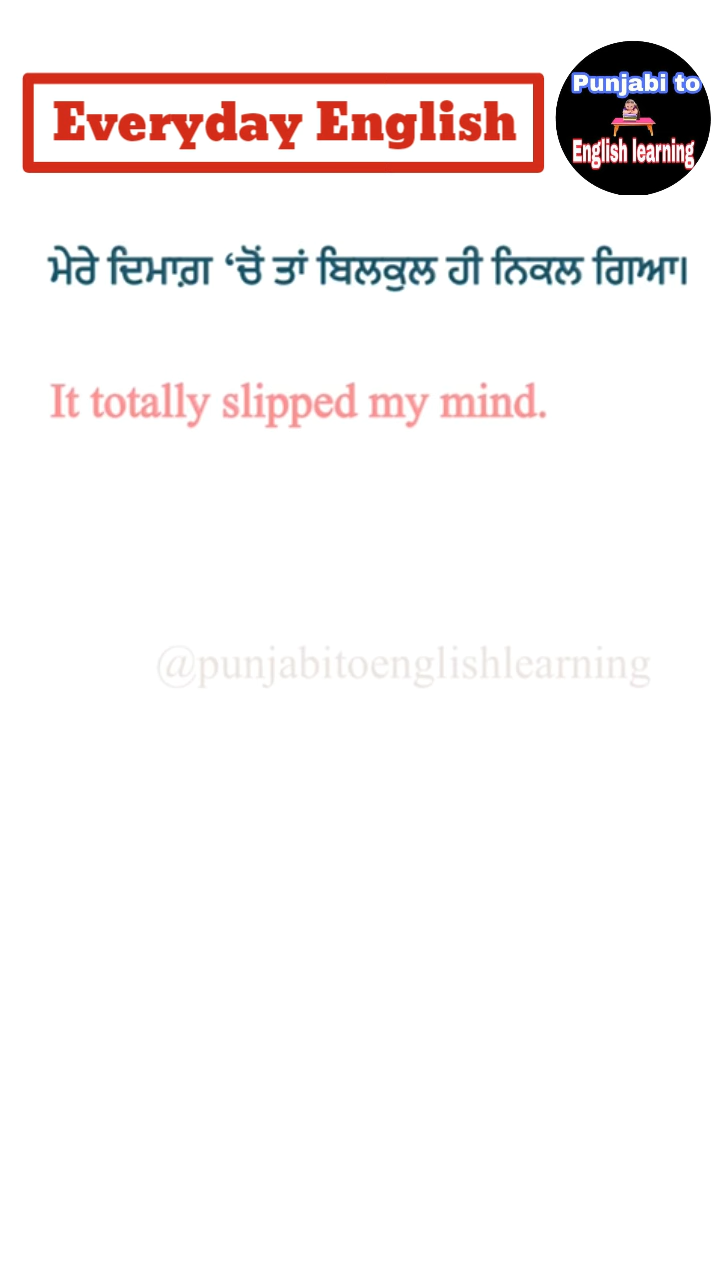 Everyday English
Punjabi to
English learning
ਮੇਰੇ ਦਿਮਾਗ਼ ‘ਚੋਂ ਤਾਂ ਬਿਲਕੁਲ ਹੀ ਨਿਕਲ ਗਿਆ।
It totally slipped my mind.
@punjabitoenglishlearning